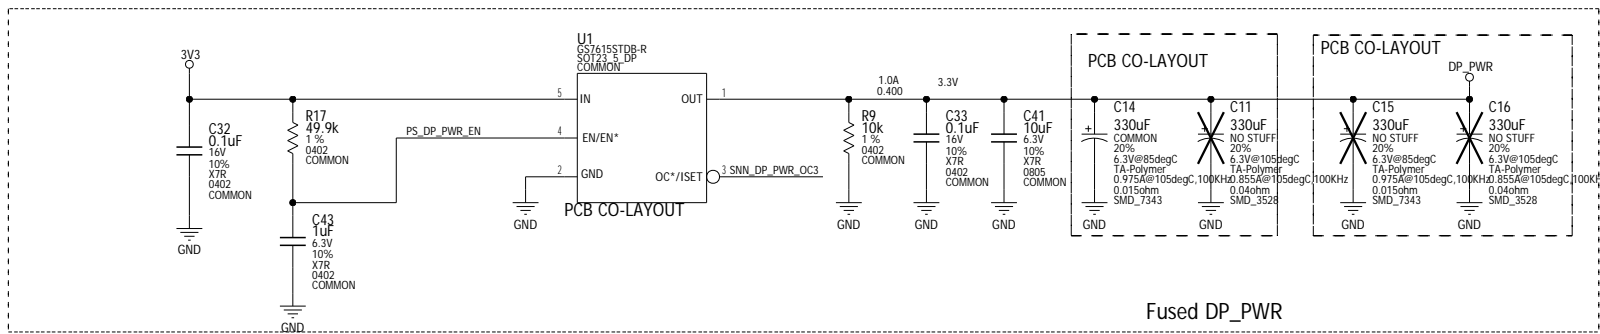 3V3
C32
0.1uF
16V
10%
X7R
0402
COMMON
GND
R17
49.9k
1 %
0402
COMMON
C43
1uF
6.3V
10%
X7R
0402
COMMON
GND
PS_DP_PWR_EN
U1
GS7615STDB-R
SOT23_5_DP
COMMON
5 IN
OUT 1
4 EN/EN*
2 GND
OC*/ISET 3 SNN_DP_PWR_OC3
PCB CO-LAYOUT
GND
R9
10k
1 %
0402
COMMON
GND
1.0A 3.3V
0.400
C33
0.1uF
16V
10%
X7R
0402
COMMON
GND
C41
10uF
6.3V
10%
X7R
0805
COMMON
GND
PCB CO-LAYOUT
C14
+ 330uF
COMMON
20%
6.3V@85degC
TA-Polymer
0.975A@105degC,100KHz
0.015ohm
SMD_7343
GND
C11
330uF
NO STUFF
20%
6.3V@105degC
TA-Polymer
0.855A@105degC,100KHz
0.04ohm
SMD_3528
GND
PCB CO-LAYOUT
DP_PWR
C15
330uF
NO STUFF
20%
6.3V@85degC
TA-Polymer
0.975A@105degC,100KHz
0.015ohm
SMD_7343
GND
C16
330uF
NO STUFF
20%
6.3V@105degC
TA-Polymer
0.855A@105degC,100KH
0.04ohm
SMD_3528
GND
Fused DP_PWR